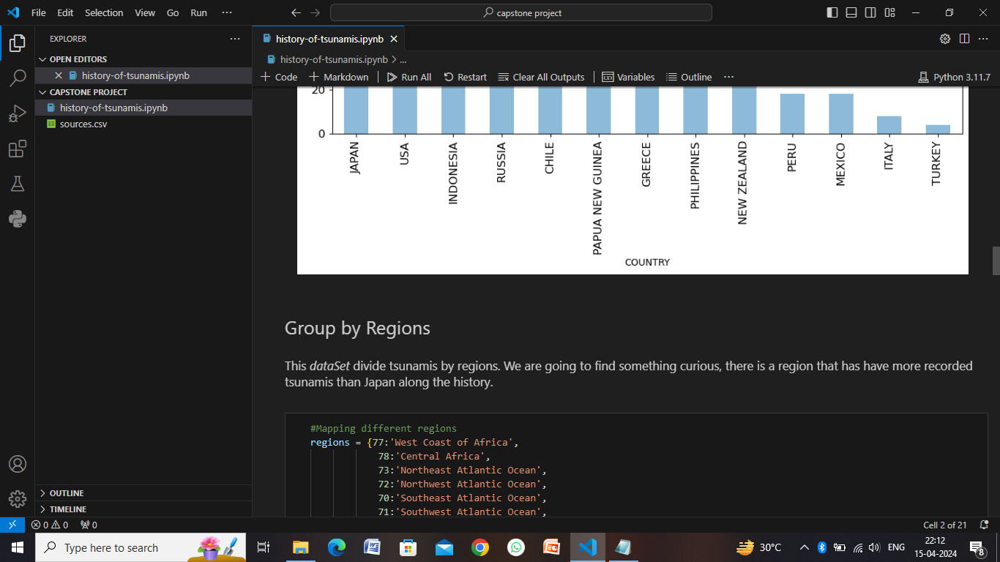 File Edit Selection View Go Run ··· capstone project
EXPLORER ···
OPEN EDITORS
history-of-tsunamis.ipynb
CAPSTONE PROJECT
history-of-tsunamis.ipynb
sources.csv
OUTLINE
TIMELINE
history-of-tsunamis.ipynb
history-of-tsunamis.ipynb > ...
+ Code + Markdown Run All Restart Clear All Outputs Variables Outline ··· Python 3.11.7
20
0
JAPAN
USA
INDONESIA
RUSSIA
CHILE
PAPUA NEW GUINEA
GREECE
PHILIPPINES
NEW ZEALAND
PERU
MEXICO
ITALY
TURKEY
COUNTRY
Group by Regions
This dataSet divide tsunamis by regions. We are going to find something curious, there is a region that has have more recorded
tsunamis than Japan along the history.
#Mapping different regions
regions = {77:'West Coast of Africa',
78:'Central Africa',
73:'Northeast Atlantic Ocean',
72:'Northwest Atlantic Ocean',
70:'Southeast Atlantic Ocean',
71:'Southwest Atlantic Ocean',
0 0 0 Cell 2 of 21
Type here to search 30°C ENG 22:12
15-04-2024 8